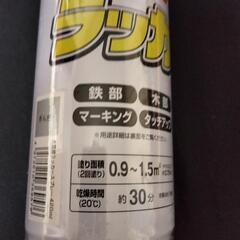 ラッカ
鉄部
木部
マーキング
タッチアップ
※用途詳細は裏面をご覧ください。
塗り面積
(2回塗り)
0.9~1.5㎡
乾燥時間
(20℃)
約30分